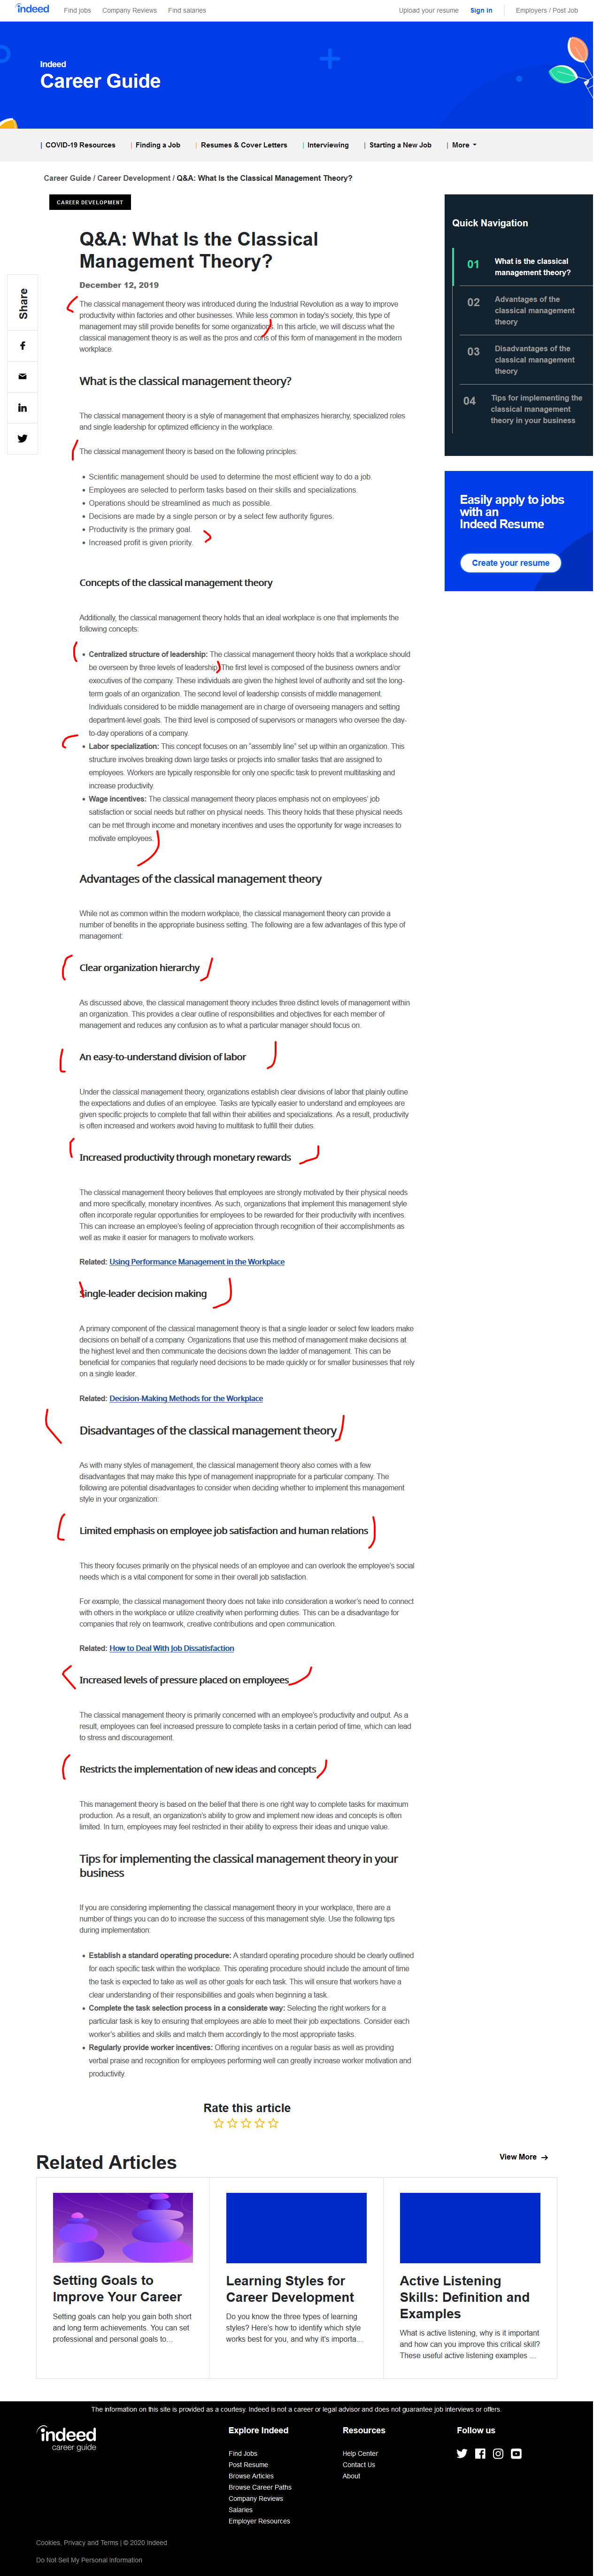 indeed Find jobs Company Reviews Find salaries Upload your resume Sign in Employers / Post Job
Indeed
Career Guide
COVID-19 Resources Finding a Job Resumes & Cover Letters Interviewing Starting a New Job More
Career Guide / Career Development / Q&A: What Is the Classical Management Theory?
CAREER DEVELOPMENT
Q&A: What Is the Classical
Management Theory?
December 12, 2019
Share
The classical management theory was introduced during the Industrial Revolution as a way to improve
productivity within factories and other businesses. While less common in today's society, this type of
management may still provide benefits for some organizations. In this article, we will discuss what the
classical management theory is as well as the pros and cons of this form of management in the modern
workplace.
What is the classical management theory?
The classical management theory is a style of management that emphasizes hierarchy, specialized roles
and single leadership for optimized efficiency in the workplace.
The classical management theory is based on the following principles:
• Scientific management should be used to determine the most efficient way to do a job.
• Employees are selected to perform tasks based on their skills and specializations.
• Operations should be streamlined as much as possible.
• Decisions are made by a single person or by a select few authority figures.
• Productivity is the primary goal.
• Increased profit is given priority.
Concepts of the classical management theory
Additionally, the classical management theory holds that an ideal workplace is one that implements the
following concepts:
• Centralized structure of leadership: The classical management theory holds that a workplace should
be overseen by three levels of leadership. The first level is composed of the business owners and/or
executives of the company. These individuals are given the highest level of authority and set the long-
term goals of an organization. The second level of leadership consists of middle management.
Individuals considered to be middle management are in charge of overseeing managers and setting
department-level goals. The third level is composed of supervisors or managers who oversee the day-
to-day operations of a company.
• Labor specialization: This concept focuses on an "assembly line" set up within an organization. This
structure involves breaking down large tasks or projects into smaller tasks that are assigned to
employees. Workers are typically responsible for only one specific task to prevent multitasking and
increase productivity.
• Wage incentives: The classical management theory places emphasis not on employees' job
satisfaction or social needs but rather on physical needs. This theory holds that these physical needs
can be met through income and monetary incentives and uses the opportunity for wage increases to
motivate employees.
Advantages of the classical management theory
While not as common within the modern workplace, the classical management theory can provide a
number of benefits in the appropriate business setting. The following are a few advantages of this type of
management:
Clear organization hierarchy
As discussed above, the classical management theory includes three distinct levels of management within
an organization. This provides a clear outline of responsibilities and objectives for each member of
management and reduces any confusion as to what a particular manager should focus on.
An easy-to-understand division of labor
Under the classical management theory, organizations establish clear divisions of labor that plainly outline
the expectations and duties of an employee. Tasks are typically easier to understand and employees are
given specific projects to complete that fall within their abilities and specializations. As a result, productivity
is often increased and workers avoid having to multitask to fulfill their duties.
Increased productivity through monetary rewards
The classical management theory believes that employees are strongly motivated by their physical needs
and more specifically, monetary incentives. As such, organizations that implement this management style
often incorporate regular opportunities for employees to be rewarded for their productivity with incentives.
This can increase an employee's feeling of appreciation through recognition of their accomplishments as
well as make it easier for managers to motivate workers.
Related: Using Performance Management in the Workplace
Single-leader decision making
A primary component of the classical management theory is that a single leader or select few leaders make
decisions on behalf of a company. Organizations that use this method of management make decisions at
the highest level and then communicate the decisions down the ladder of management. This can be
beneficial for companies that regularly need decisions to be made quickly or for smaller businesses that rely
on a single leader.
Related: Decision-Making Methods for the Workplace
Disadvantages of the classical management theory
As with many styles of management, the classical management theory also comes with a few
disadvantages that may make this type of management inappropriate for a particular company. The
following are potential disadvantages to consider when deciding whether to implement this management
style in your organization:
Limited emphasis on employee job satisfaction and human relations
This theory focuses primarily on the physical needs of an employee and can overlook the employee's social
needs which is a vital component for some in their overall job satisfaction.
For example, the classical management theory does not take into consideration a worker's need to connect
with others in the workplace or utilize creativity when performing duties. This can be a disadvantage for
companies that rely on teamwork, creative contributions and open communication.
Related: How to Deal With Job Dissatisfaction
Increased levels of pressure placed on employees
The classical management theory is primarily concerned with an employee's productivity and output. As a
result, employees can feel increased pressure to complete tasks in a certain period of time, which can lead
to stress and discouragement.
Restricts the implementation of new ideas and concepts
This management theory is based on the belief that there is one right way to complete tasks for maximum
production. As a result, an organization's ability to grow and implement new ideas and concepts is often
limited. In turn, employees may feel restricted in their ability to express their ideas and unique value.
Tips for implementing the classical management theory in your
business
If you are considering implementing the classical management theory in your workplace, there are a
number of things you can do to increase the success of this management style. Use the following tips
during implementation:
• Establish a standard operating procedure: A standard operating procedure should be clearly outlined
for each specific task within the workplace. This operating procedure should include the amount of time
the task is expected to take as well as other goals for each task. This will ensure that workers have a
clear understanding of their responsibilities and goals when beginning a task.
• Complete the task selection process in a considerate way: Selecting the right workers for a
particular task is key to ensuring that employees are able to meet their job expectations. Consider each
worker's abilities and skills and match them accordingly to the most appropriate tasks.
• Regularly provide worker incentives: Offering incentives on a regular basis as well as providing
verbal praise and recognition for employees performing well can greatly increase worker motivation and
productivity.
Quick Navigation
01 What is the classical
management theory?
02 Advantages of the
classical management
theory
03 Disadvantages of the
classical management
theory
04 Tips for implementing the
classical management
theory in your business
Easily apply to jobs
with an
Indeed Resume
Create your resume
Rate this article
Related Articles
View More →
Setting Goals to
Improve Your Career
Setting goals can help you gain both short
and long term achievements. You can set
professional and personal goals to…
Learning Styles for
Career Development
Do you know the three types of learning
styles? Here's how to identify which style
works best for you, and why it's importa…
Active Listening
Skills: Definition and
Examples
What is active listening, why is it important
and how can you improve this critical skill?
These useful active listening examples …
The information on this site is provided as a courtesy. Indeed is not a career or legal advisor and does not guarantee job interviews or offers.
indeed
career guide
Explore Indeed
Find Jobs
Post Resume
Browse Articles
Browse Career Paths
Company Reviews
Salaries
Employer Resources
Resources
Help Center
Contact Us
About
Follow us
Cookies, Privacy and Terms | © 2020 Indeed
Do Not Sell My Personal Information